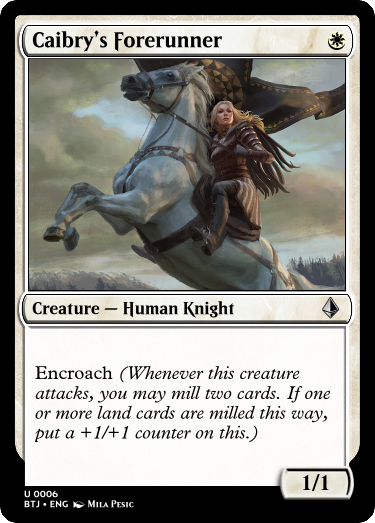 Caibry's Forerunner
Creature — Human Knight
Encroach (Whenever this creature
attacks, you may mill two cards. If one
or more land cards are milled this way,
put a +1/+1 counter on this.)
1/1
U 0006
BTJ • ENG Mila Pesic